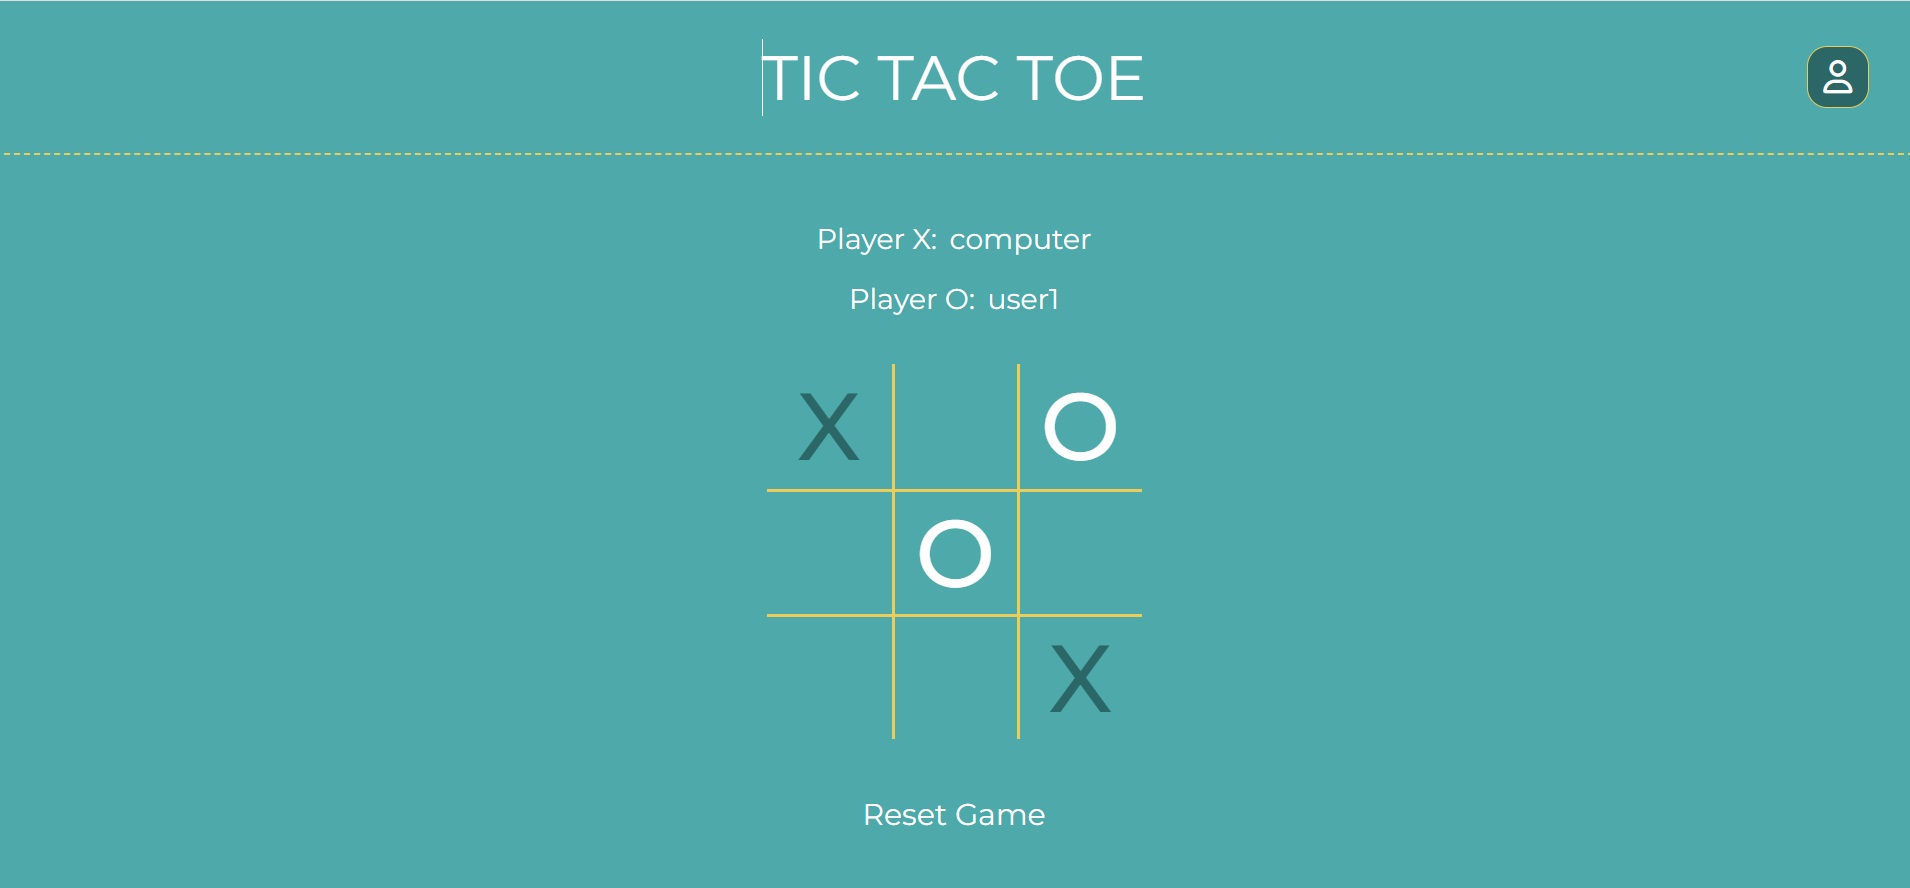 TIC TAC TOE
Player X: computer
Player O: user1
X O
O
X
Reset Game